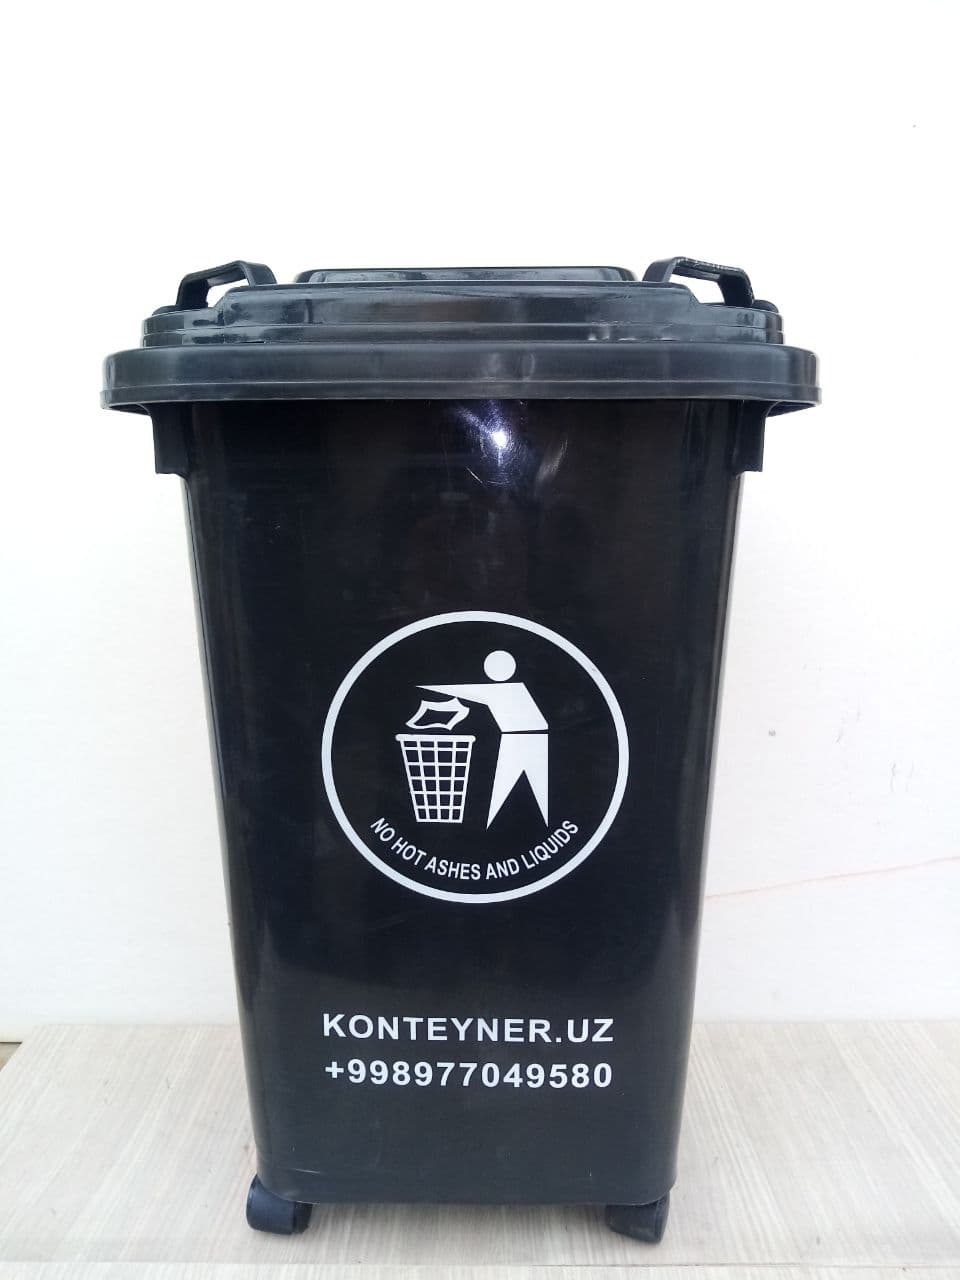 NO HOT ASHES AND LIQUIDS
KONTEYNER.UZ
+998977049580